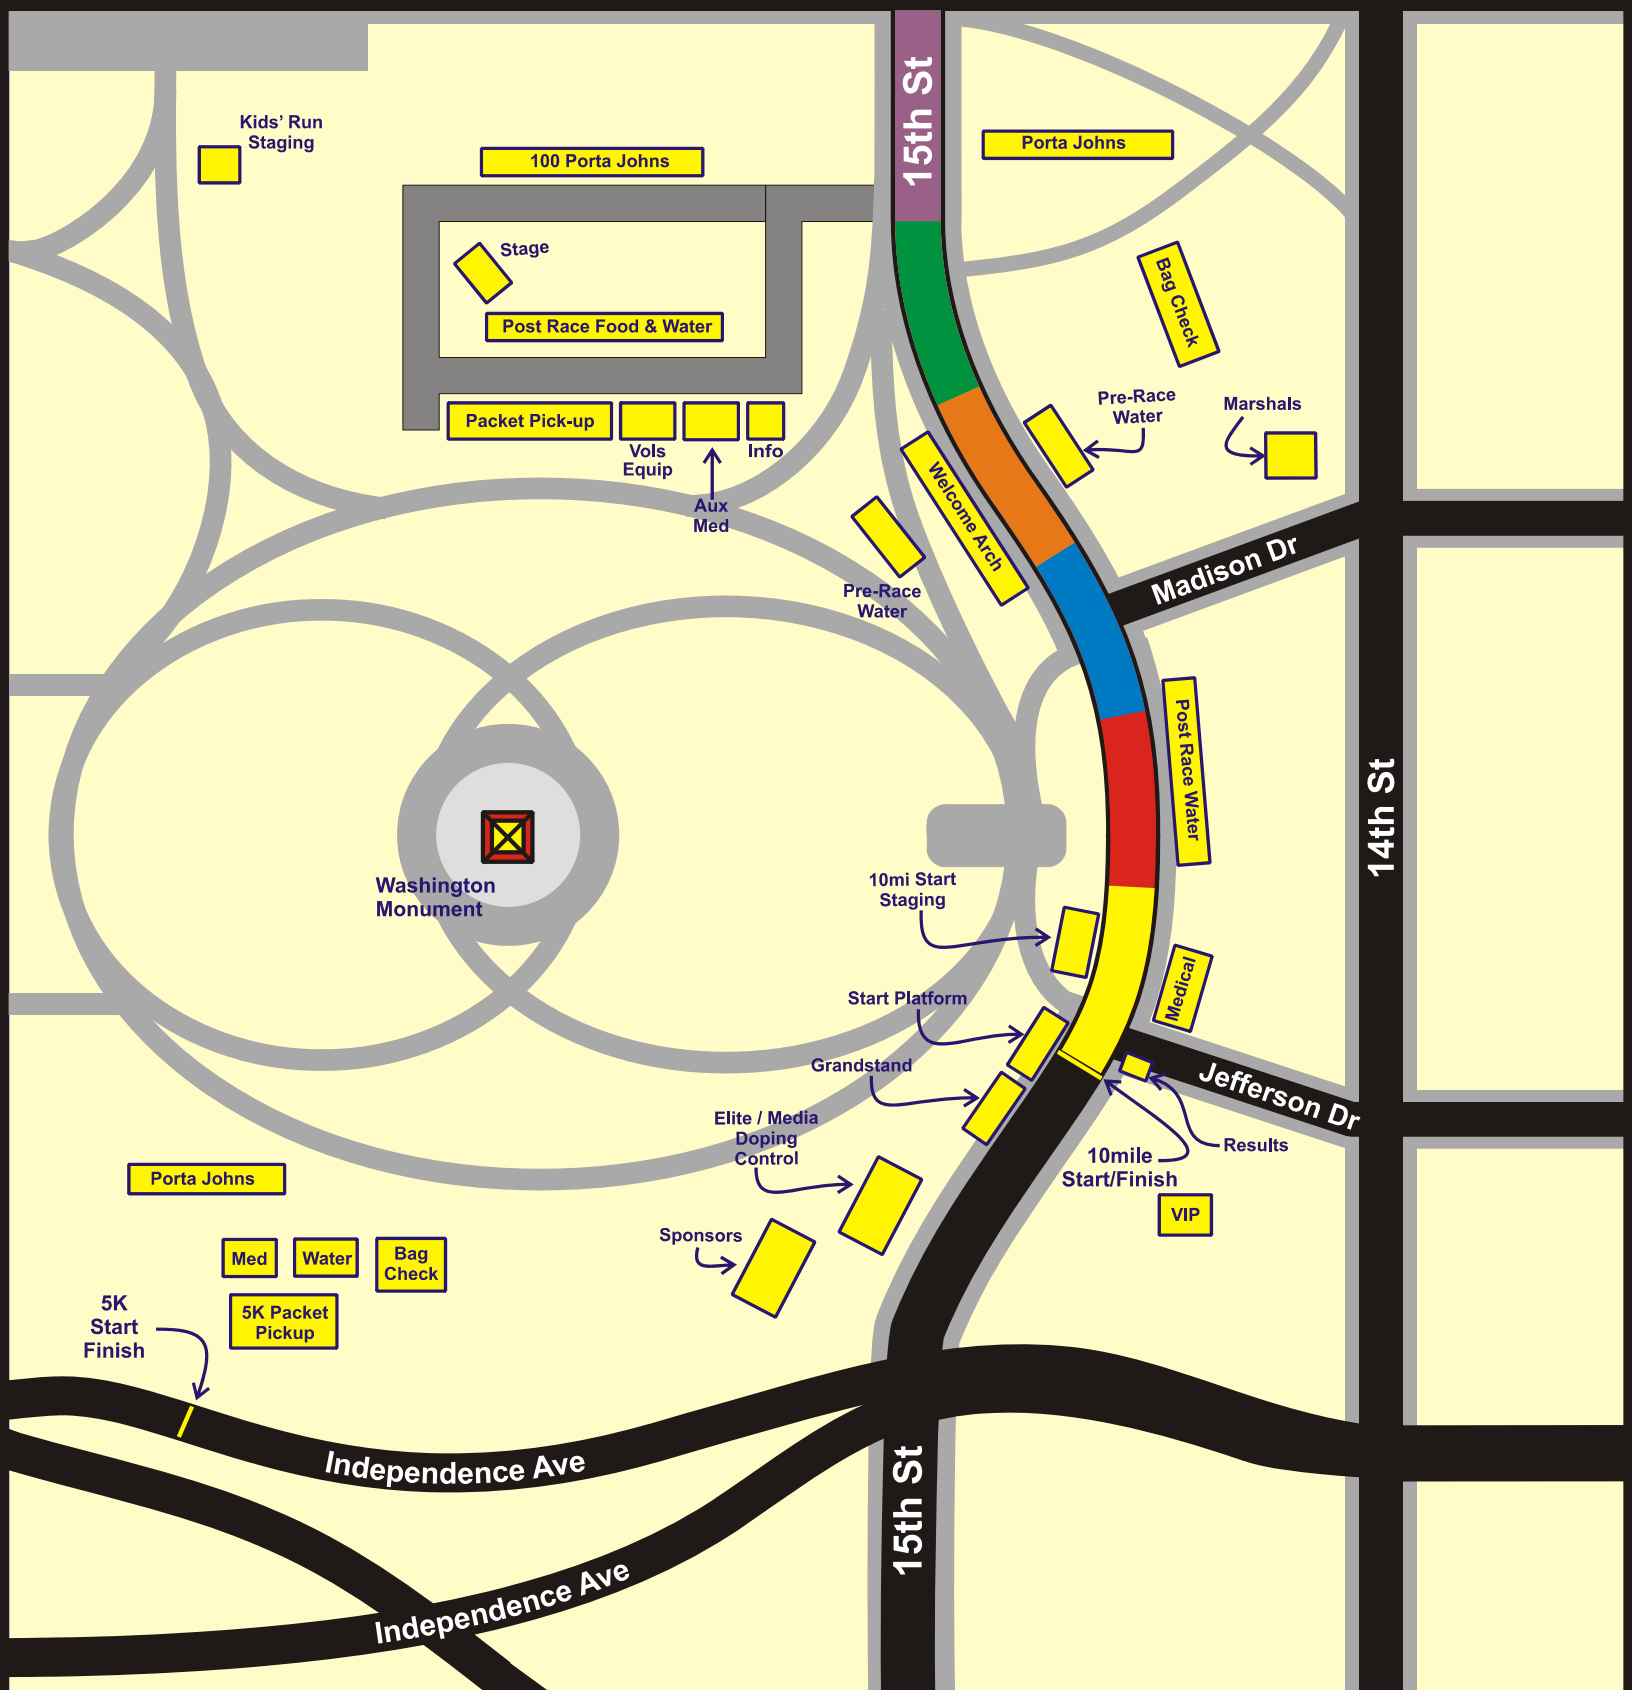 15th St
Kids' Run
Staging
100 Porta Johns
Porta Johns
Stage
Bag Check
Post Race Food & Water
Packet Pick-up
Vols
Equip
Info
Aux
Med
Pre-Race
Water
Marshals
Welcome Arch
Pre-Race
Water
Madison Dr
Post Race Water
14th St
Washington
Monument
10mi Start
Staging
Medical
Start Platform
Grandstand
Jefferson Dr
Elite / Media
Doping
Control
Results
10mile
Start/Finish
Porta Johns
VIP
Sponsors
Med
Water
Bag
Check
5K Packet
Pickup
5K
Start
Finish
Independence Ave
15th St
Independence Ave